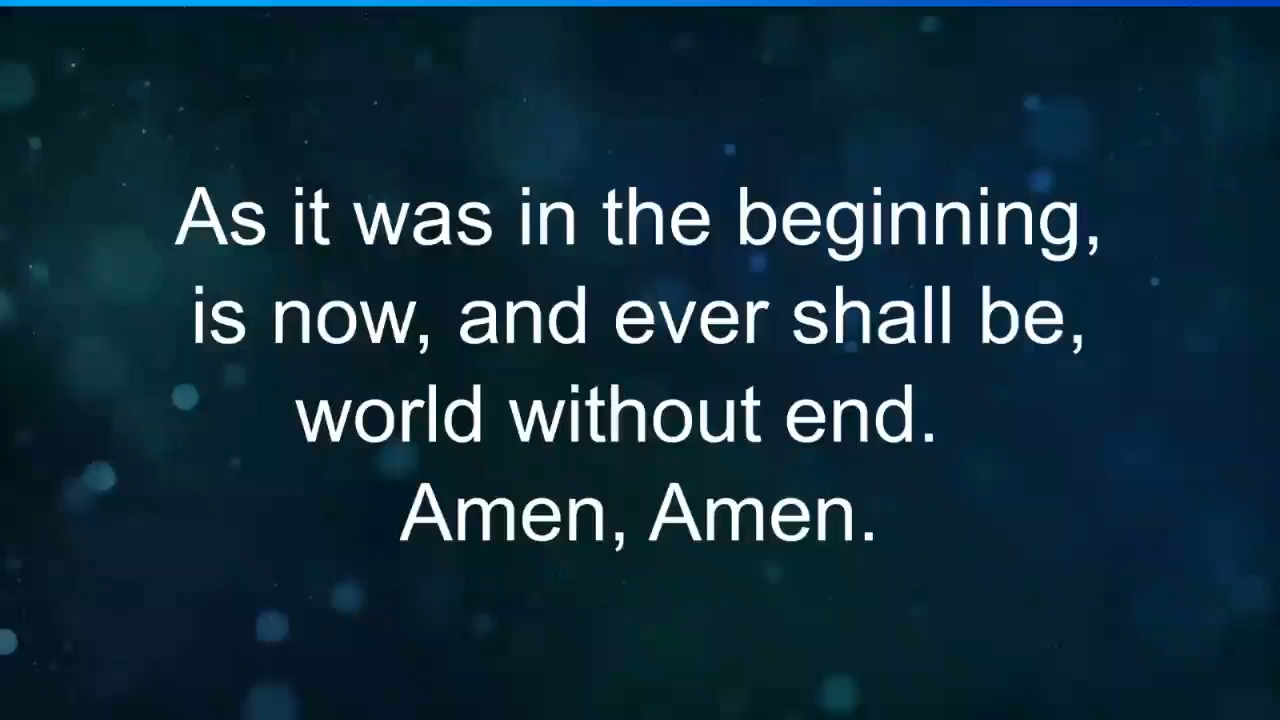 As it was in the beginning,
is now, and ever shall be,
world without end.
Amen, Amen.